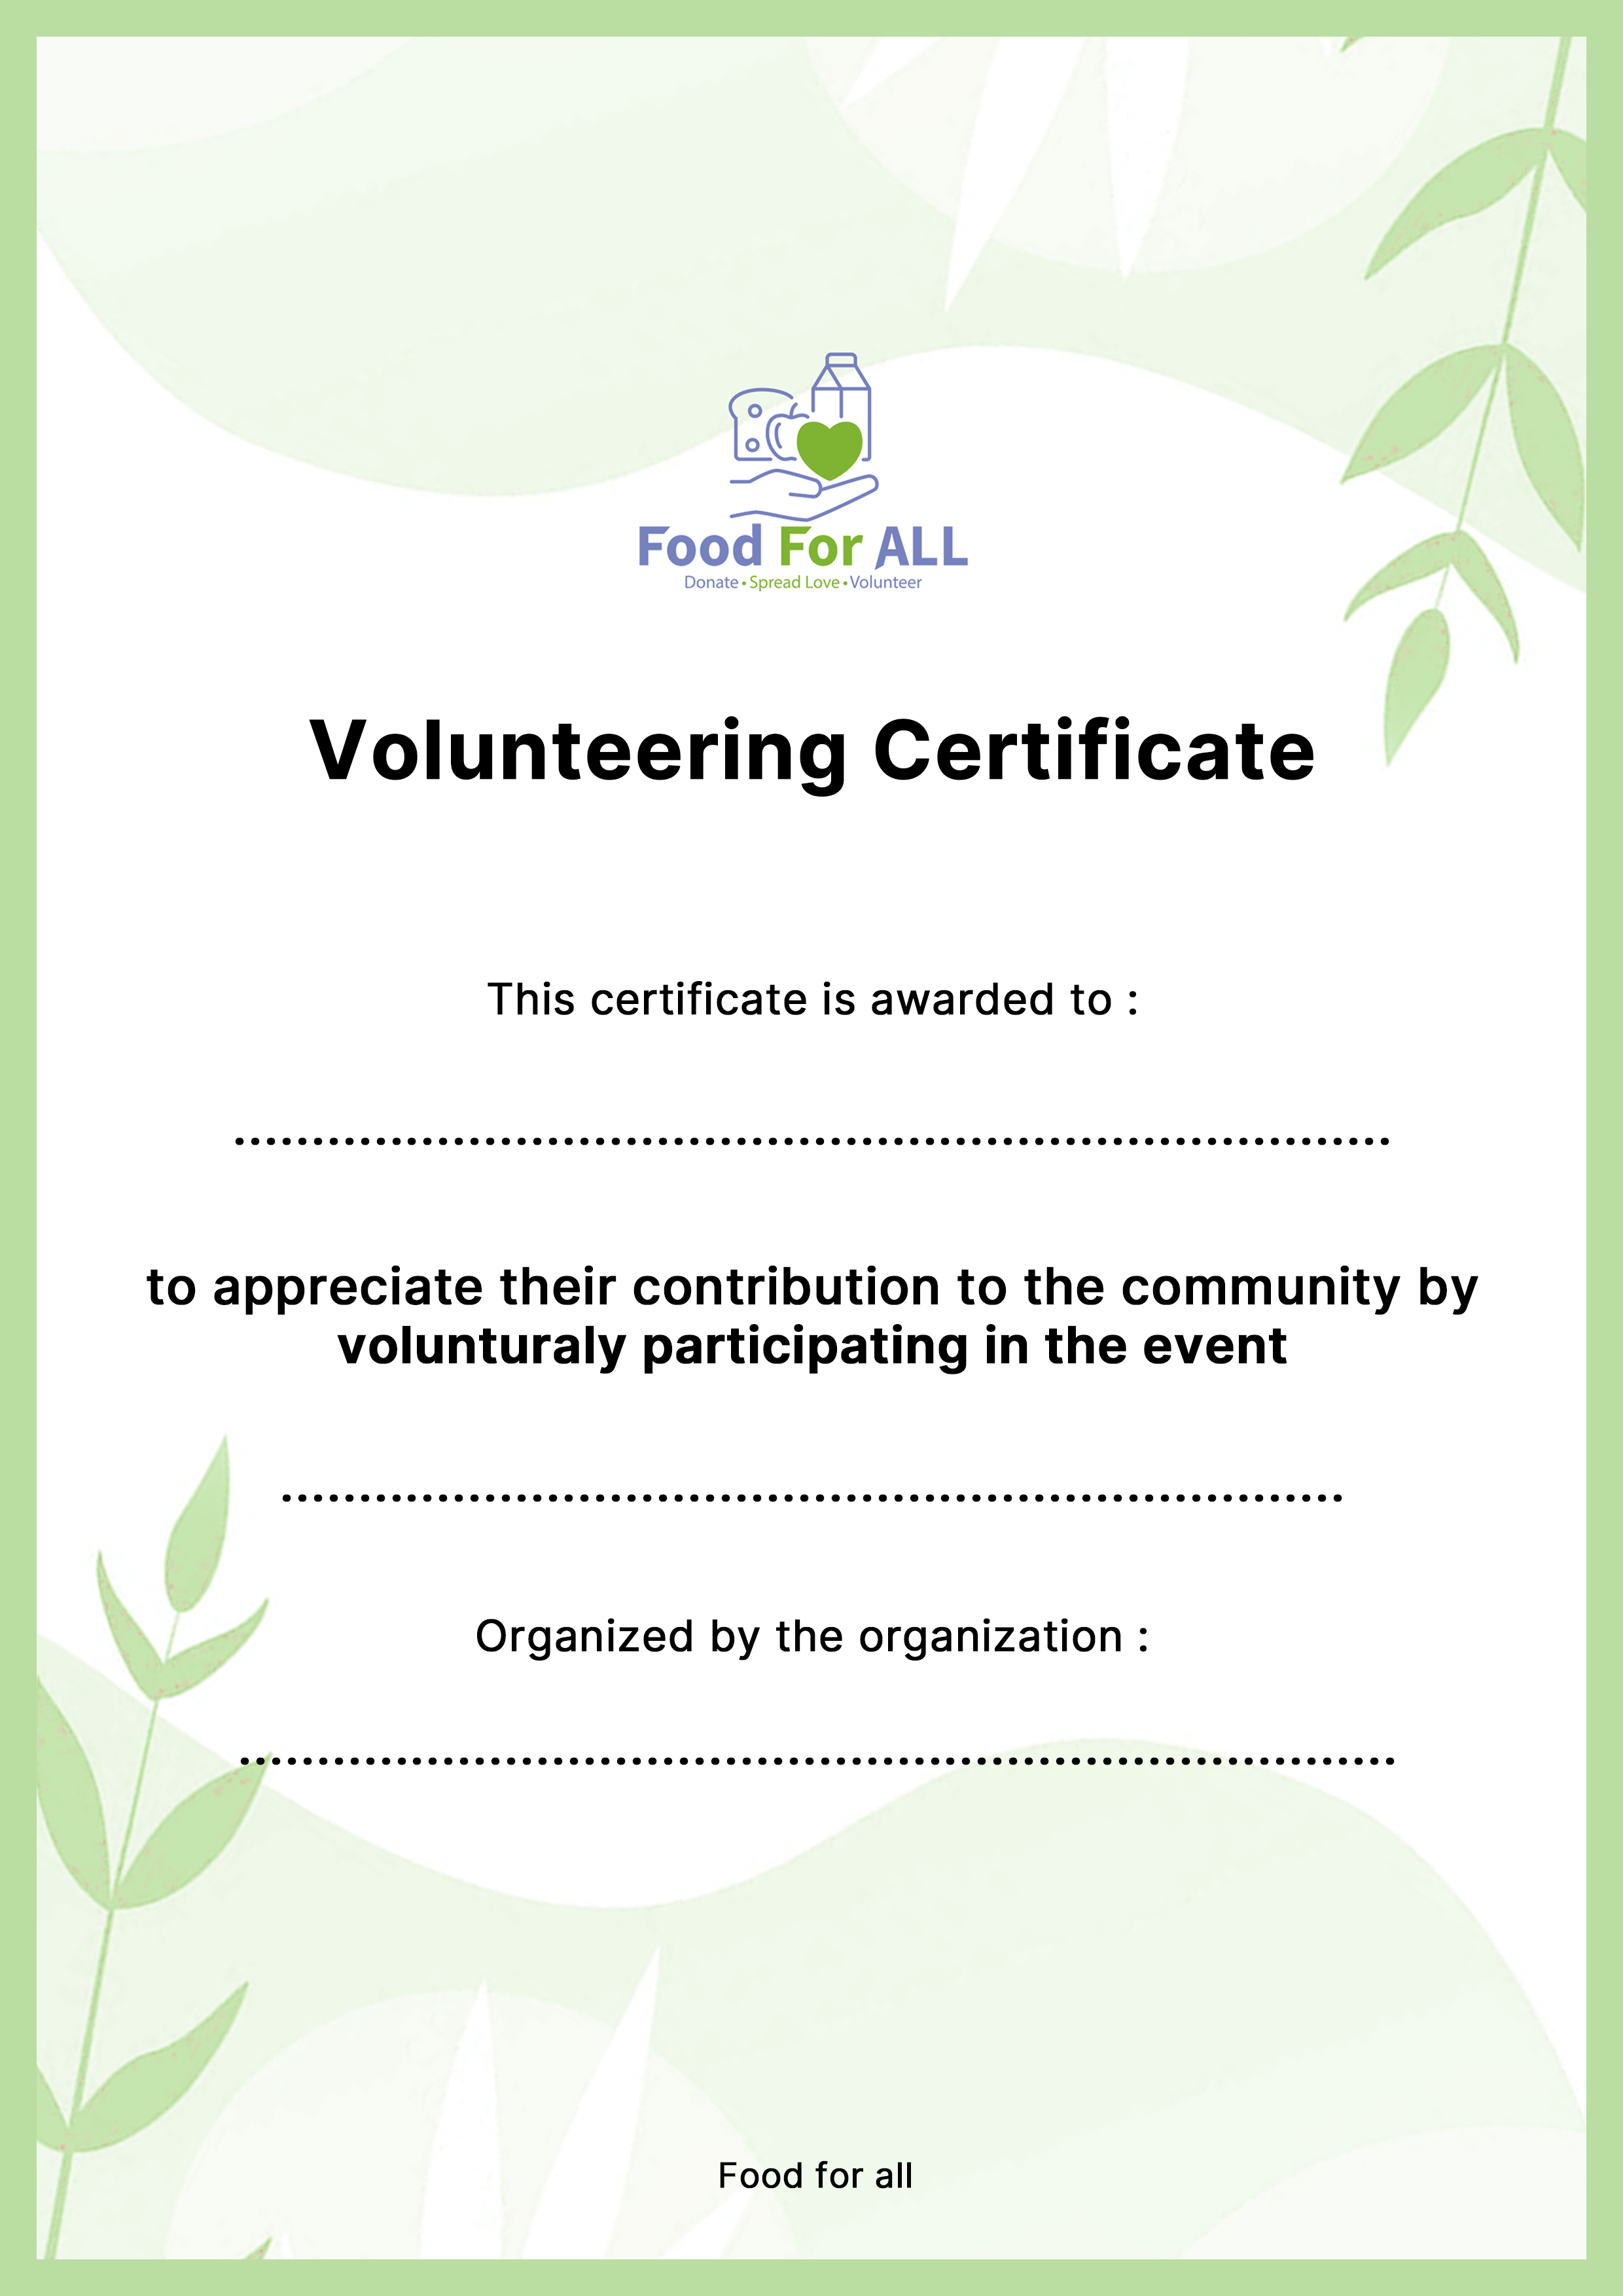 Food For ALL
Donate • Spread Love • Volunteer
Volunteering Certificate
This certificate is awarded to :
..........................................................................
to appreciate their contribution to the community by
volunturaly participating in the event
....................................................................
Organized by the organization :
..........................................................................
Food for all